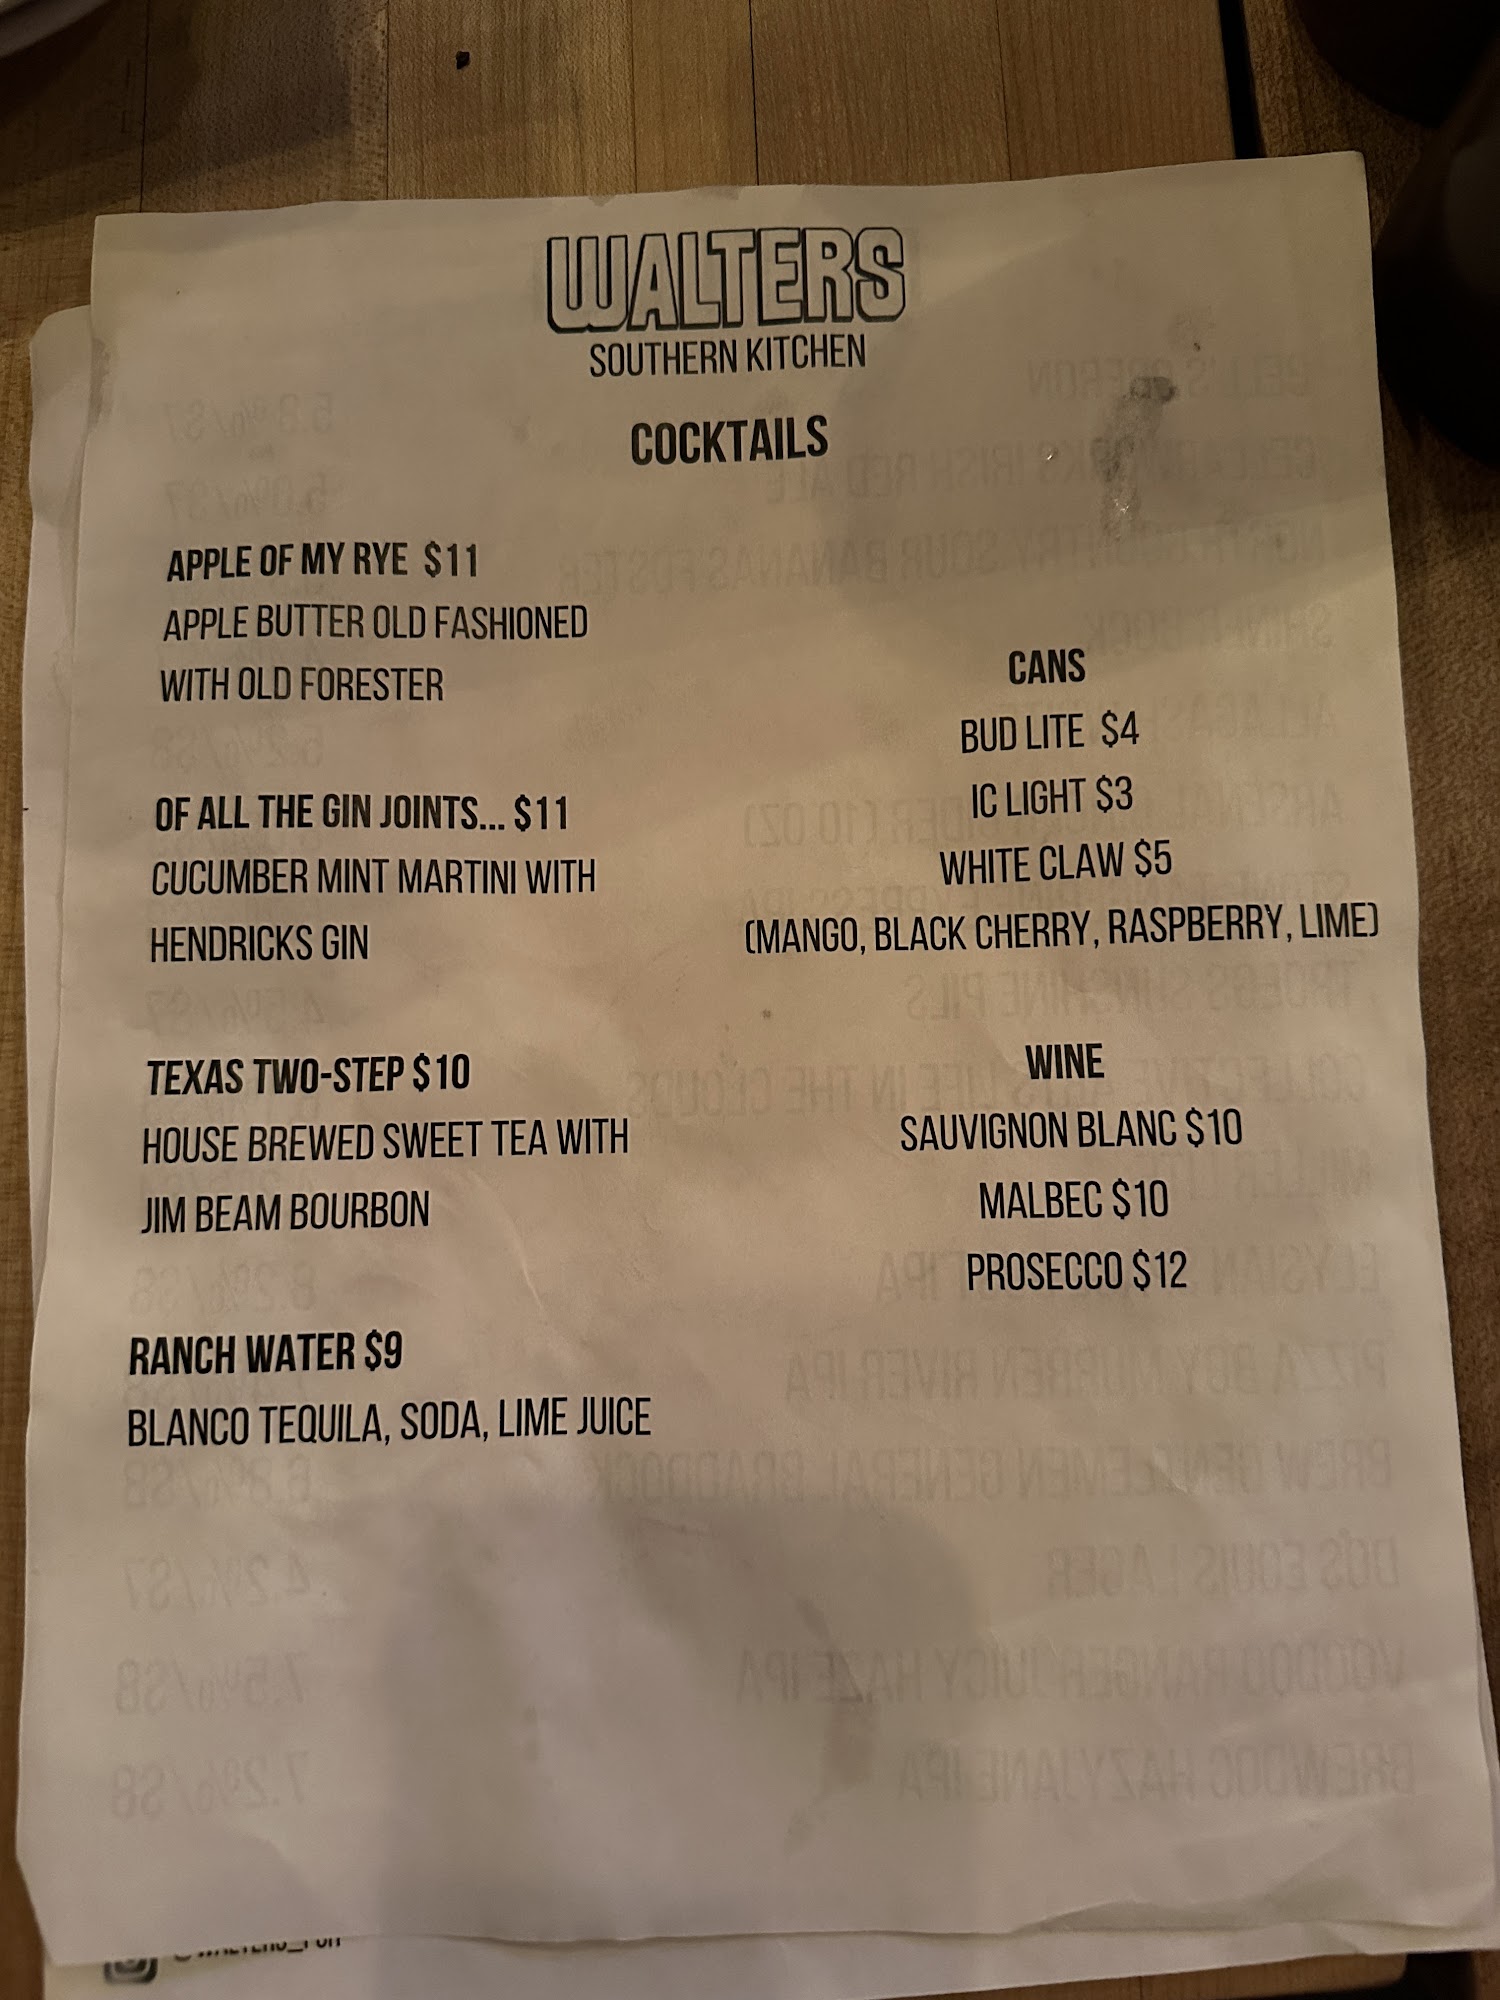 WALTERS
SOUTHERN KITCHEN
COCKTAILS
APPLE OF MY RYE $11
APPLE BUTTER OLD FASHIONED
WITH OLD FORESTER
OF ALL THE GIN JOINTS... $11
CUCUMBER MINT MARTINI WITH
HENDRICKS GIN
TEXAS TWO-STEP $10
HOUSE BREWED SWEET TEA WITH
JIM BEAM BOURBON
RANCH WATER $9
BLANCO TEQUILA, SODA, LIME JUICE
CANS
BUD LITE $4
IC LIGHT $3
WHITE CLAW $5
(MANGO, BLACK CHERRY, RASPBERRY, LIME)
WINE
SAUVIGNON BLANC $10
MALBEC $10
PROSECCO $12